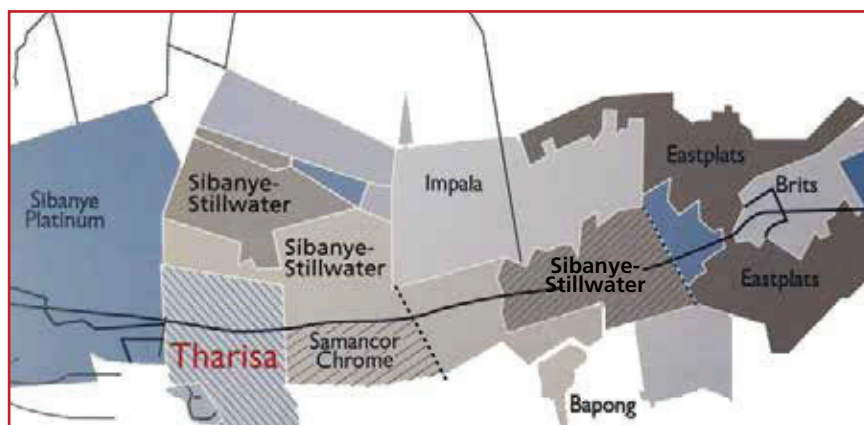 Sibanye
Platinum
Sibanye-
Stillwater
Sibanye-
Stillwater
Impala
Eastplats
Brits
Sibanye-
Stillwater
Eastplats
Tharisa
Samancor
Chrome
Bapong